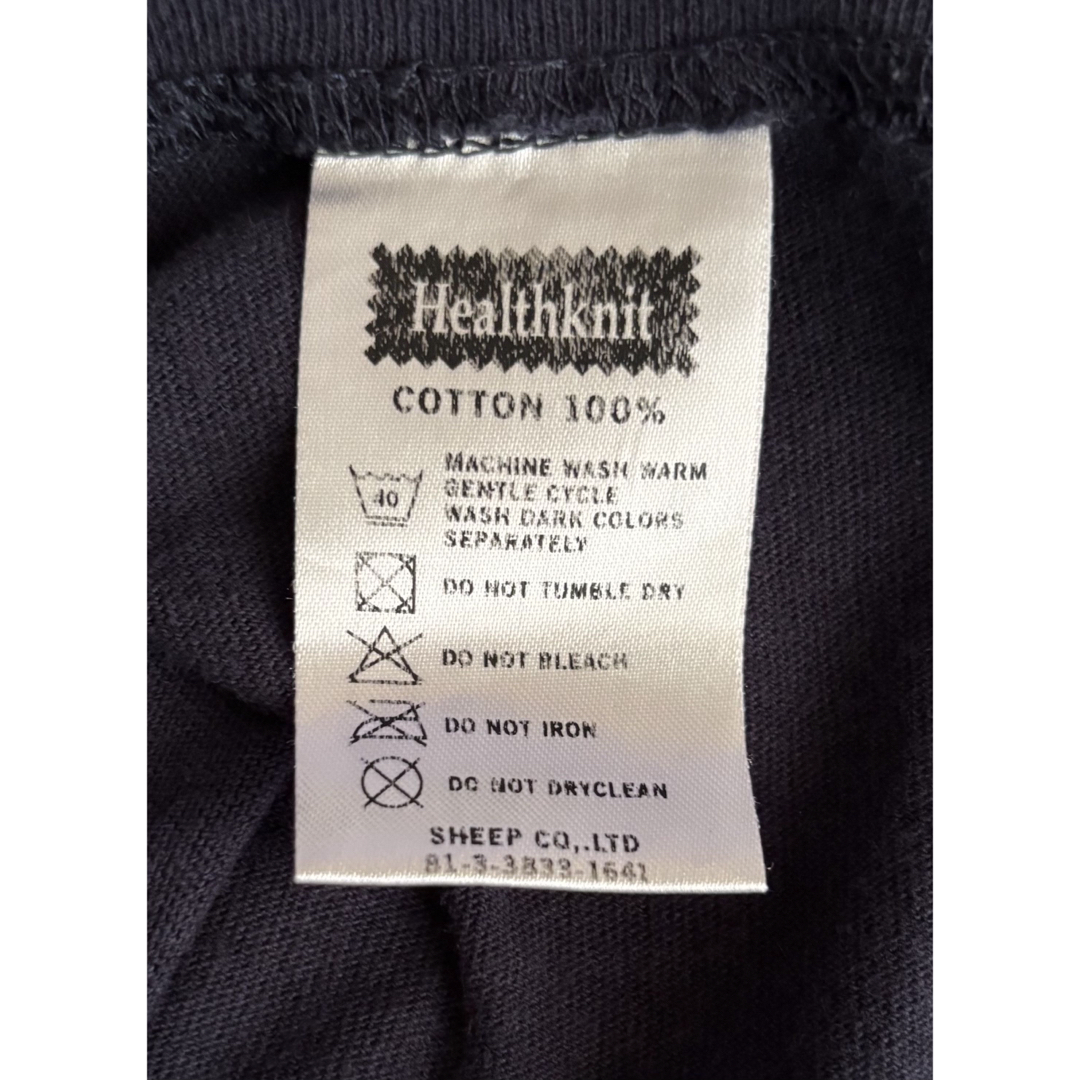 Healthknit
COTTON 100%
40
MACHINE WASH WARM
GENTLE CYCLE
WASH DARK COLORS
SEPARATELY
DO NOT TUMBLE DRY
DO NOT BLEACH
DO NOT IRON
DO NOT DRYCLEAN
SHEEP CO,.LTD
81-3-3833-1641